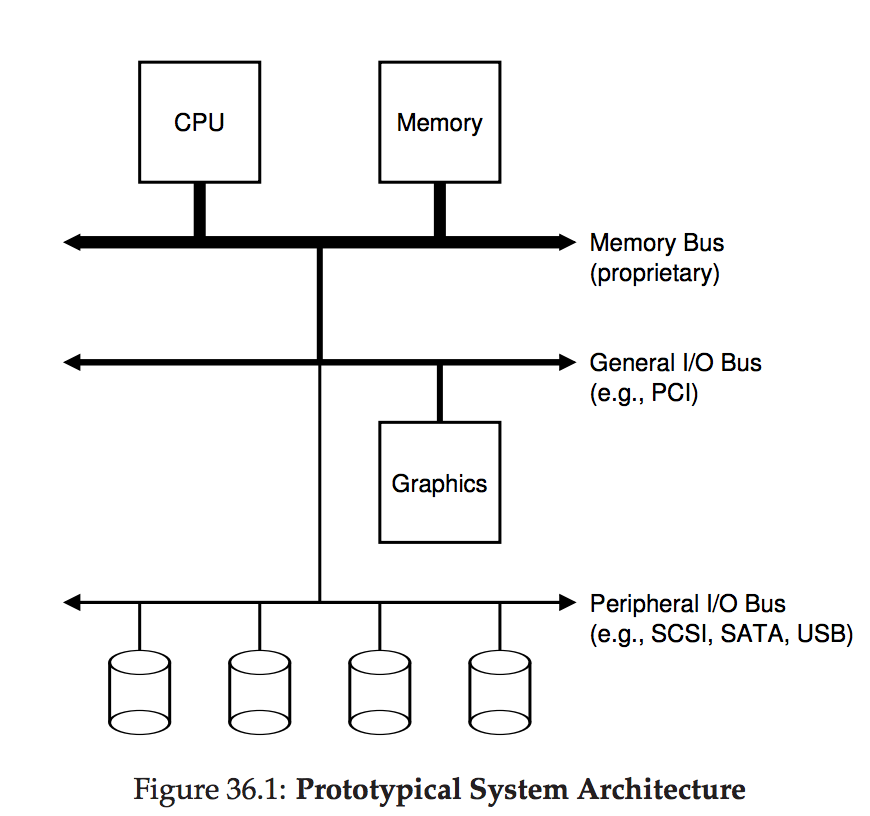 CPU
Memory
Memory Bus
(proprietary)
General I/O Bus
(e.g., PCI)
Graphics
Peripheral I/O Bus
(e.g., SCSI, SATA, USB)
Figure 36.1: Prototypical System Architecture